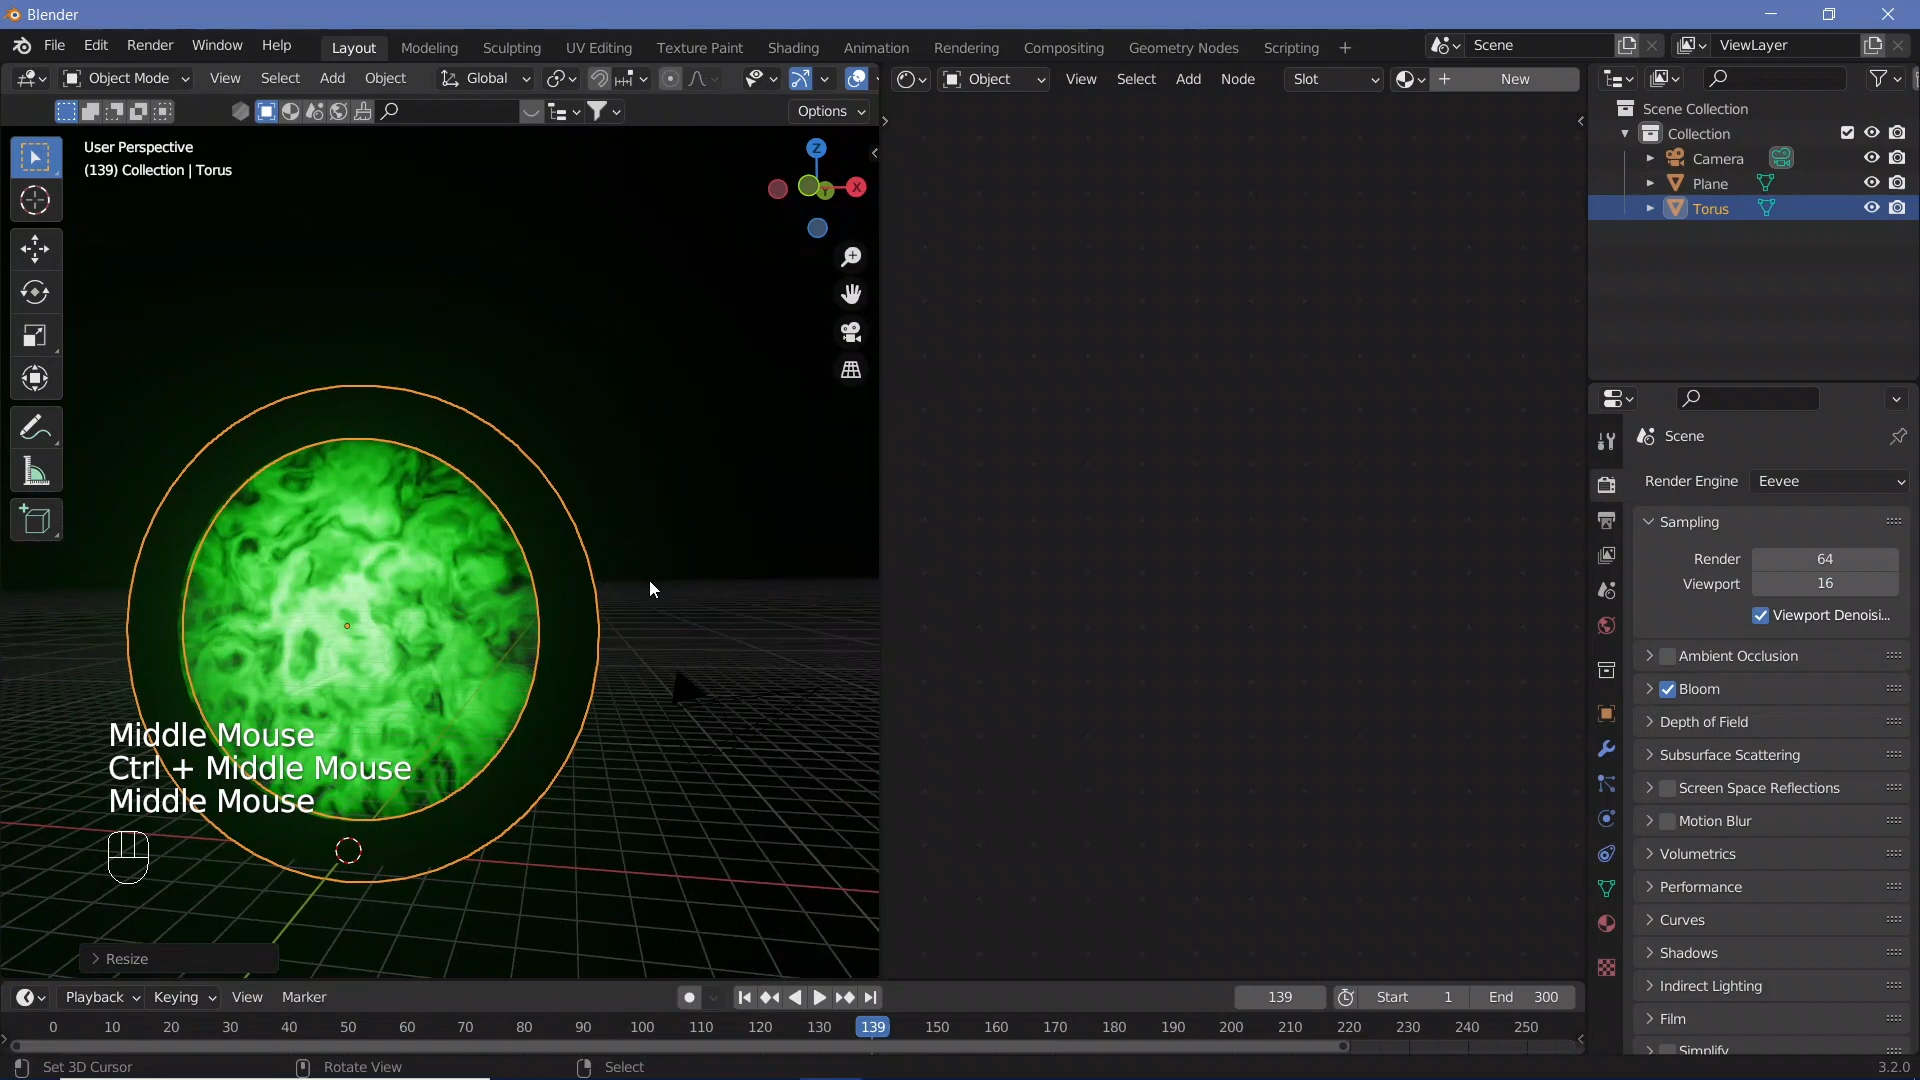 Blender
File Edit Render Window Help Layout Modeling Sculpting UV Editing Texture Paint Shading Animation Rendering Compositing Geometry Nodes Scripting + Scene ViewLayer
Object Mode View Select Add Object Global Object View Select Add Node Slot New
Options
User Perspective
(139) Collection | Torus
Z
X
Scene Collection
Collection
Camera
Plane
Torus
Scene
Render Engine Eevee
Sampling
Render 64
Viewport 16
Viewport Denoisi...
Ambient Occlusion
Bloom
Depth of Field
Subsurface Scattering
Screen Space Reflections
Motion Blur
Volumetrics
Performance
Curves
Shadows
Indirect Lighting
Film
Simplify
Middle Mouse
Ctrl + Middle Mouse
Middle Mouse
Resize
Playback Keying View Marker 139 Start 1 End 300
0 10 20 30 40 50 60 70 80 90 100 110 120 130 139 150 160 170 180 190 200 210 220 230 240 250
Set 3D Cursor Rotate View Select 3.2.0